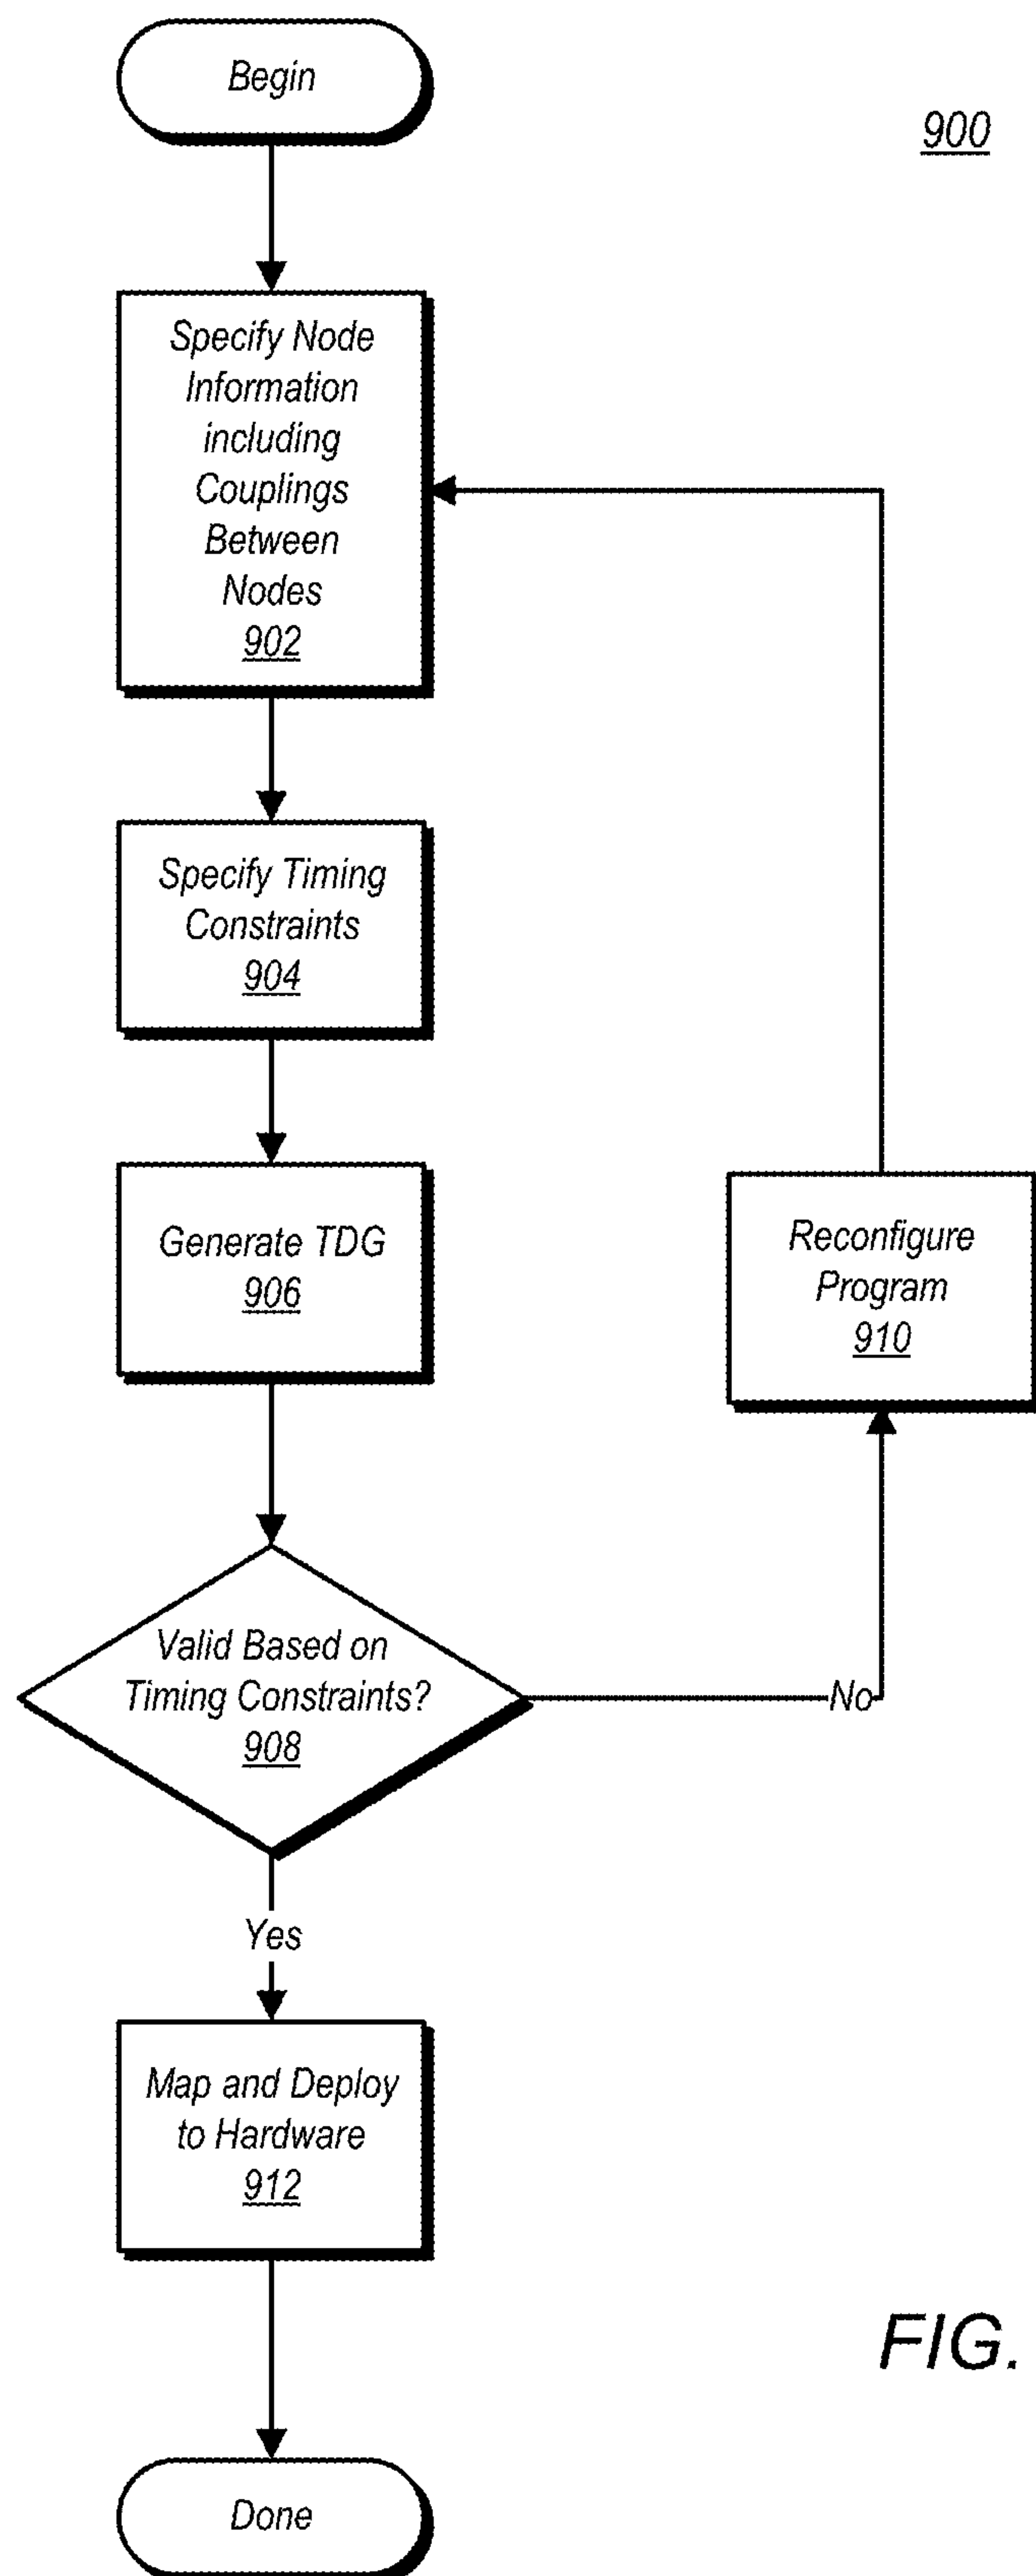 Begin
900
Specify Node
Information
including
Couplings
Between
Nodes
902
Specify Timing
Constraints
904
Generate TDG
906
Reconfigure
Program
910
Valid Based on
Timing Constraints?
908
No
Yes
Map and Deploy
to Hardware
912
FIG.
Done